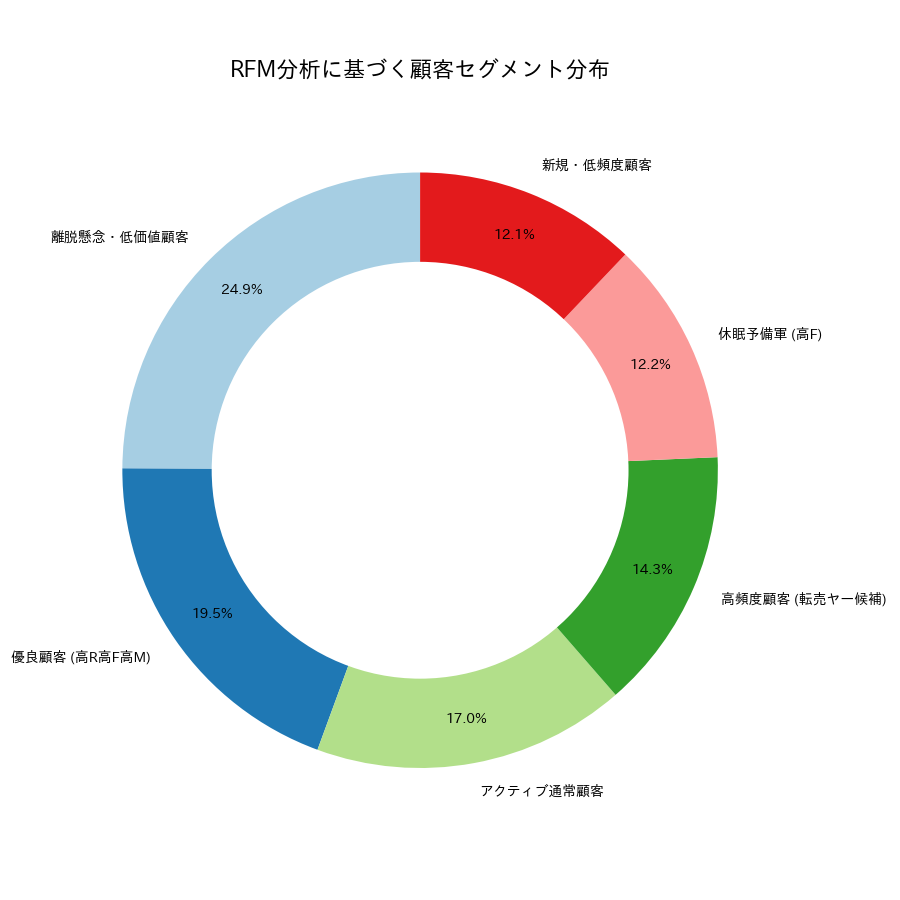 RFM分析に基づく顧客セグメント分布
新規・低頻度顧客
12.1%
離脱懸念・低価値顧客
24.9%
休眠予備軍 (高F)
12.2%
14.3%
高頻度顧客 (転売ヤー候補)
19.5%
優良顧客 (高R高F高M)
17.0%
アクティブ通常顧客